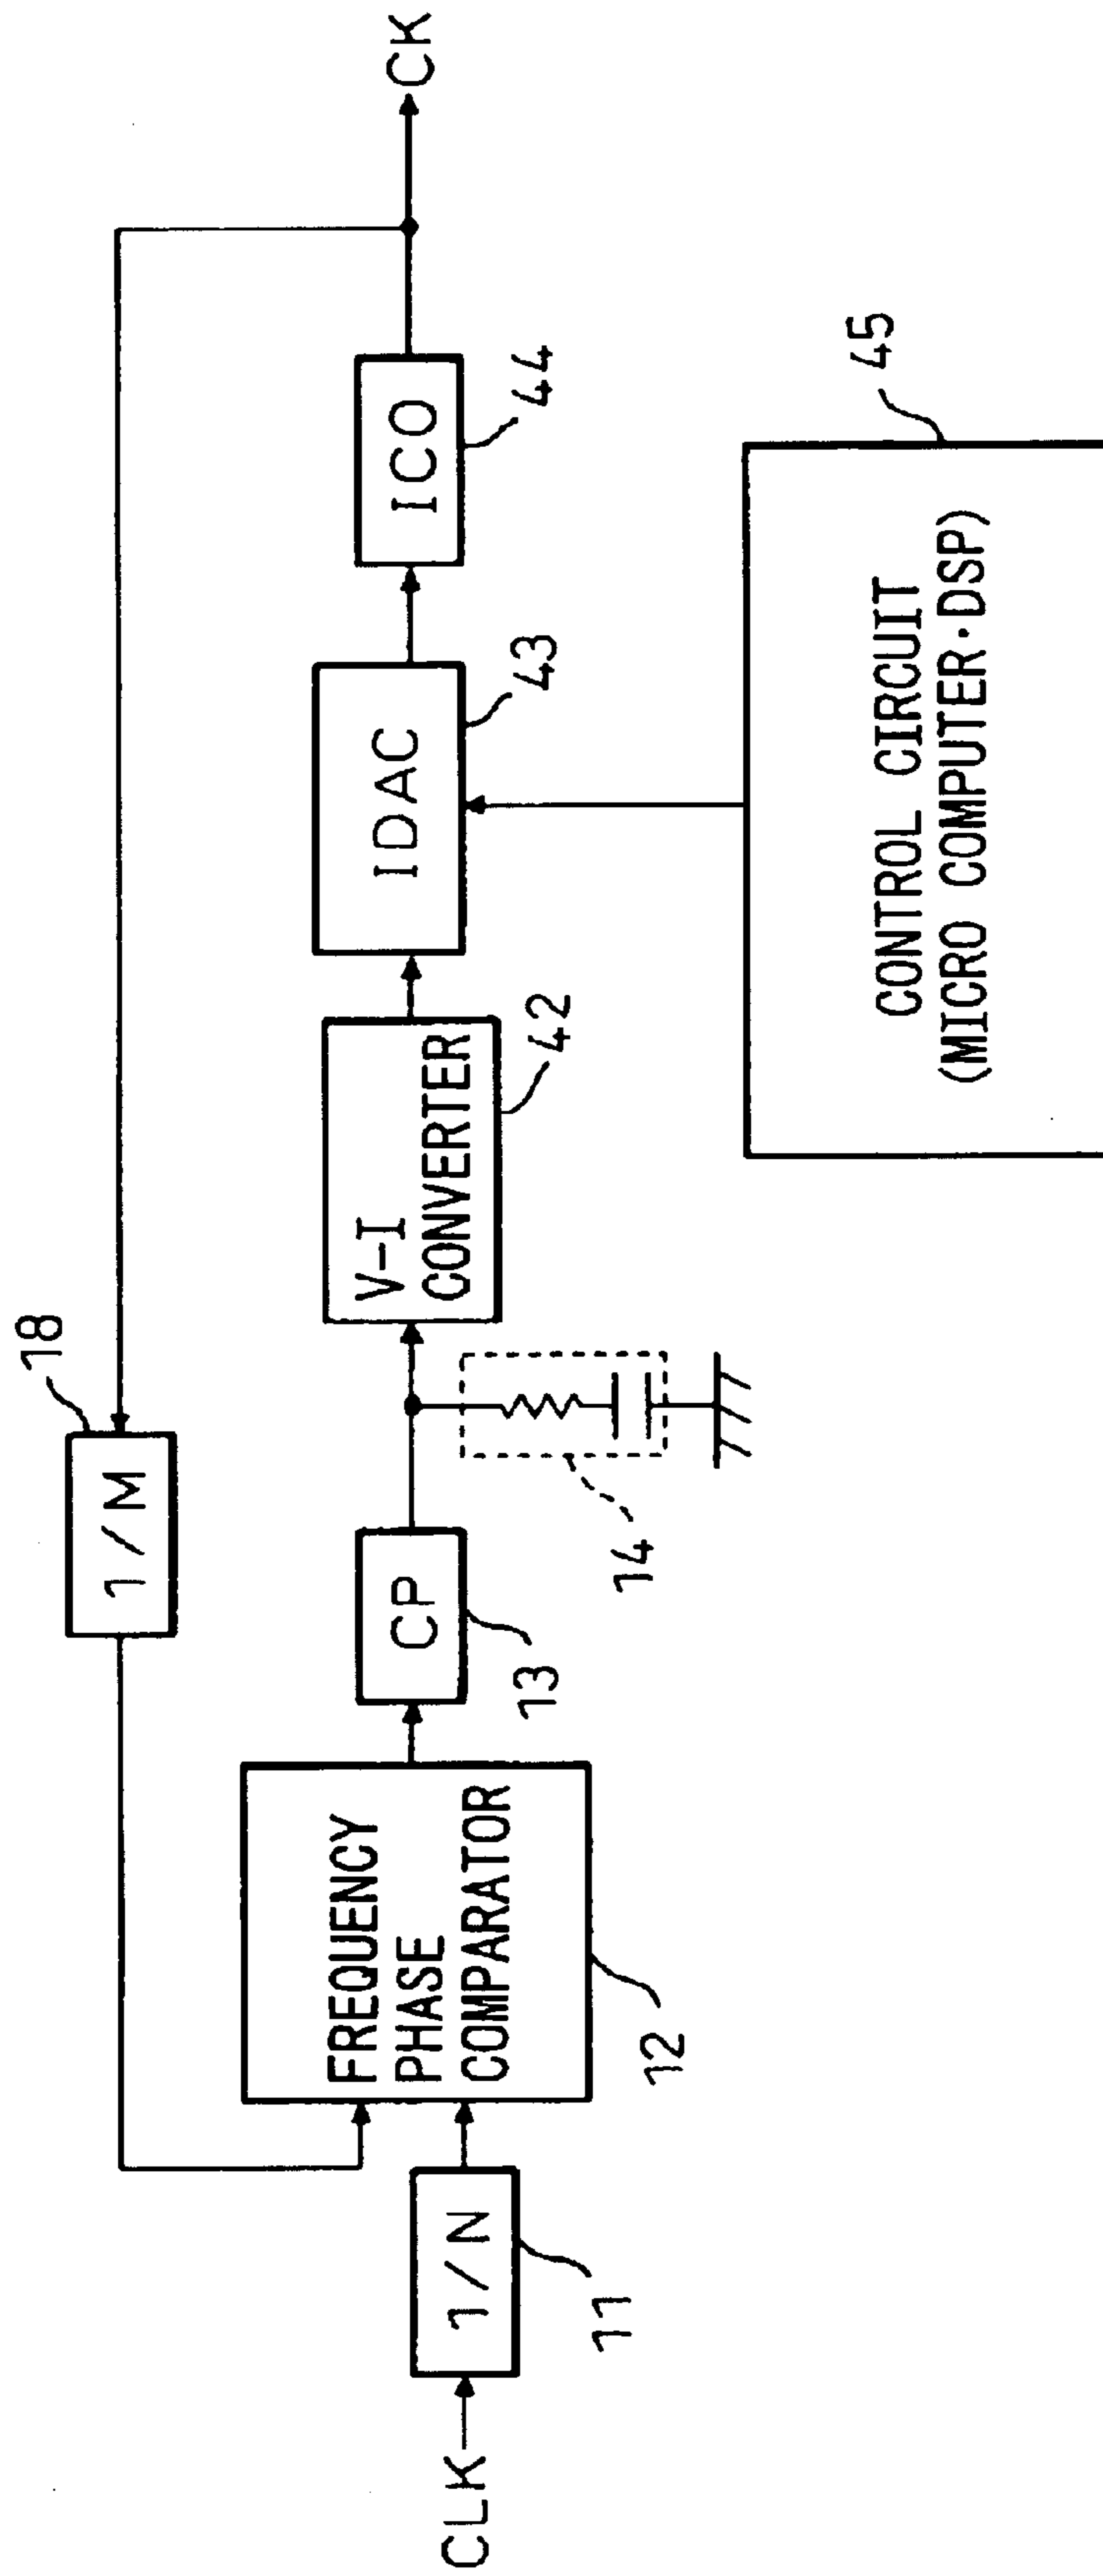 18
1/M
CLK
1/N
11
FREQUENCY
PHASE
COMPARATOR
12
CP
13
14
V-I
CONVERTER
42
IDAC
43
ICO
44
CK
CONTROL CIRCUIT
(MICRO COMPUTER·DSP)
45